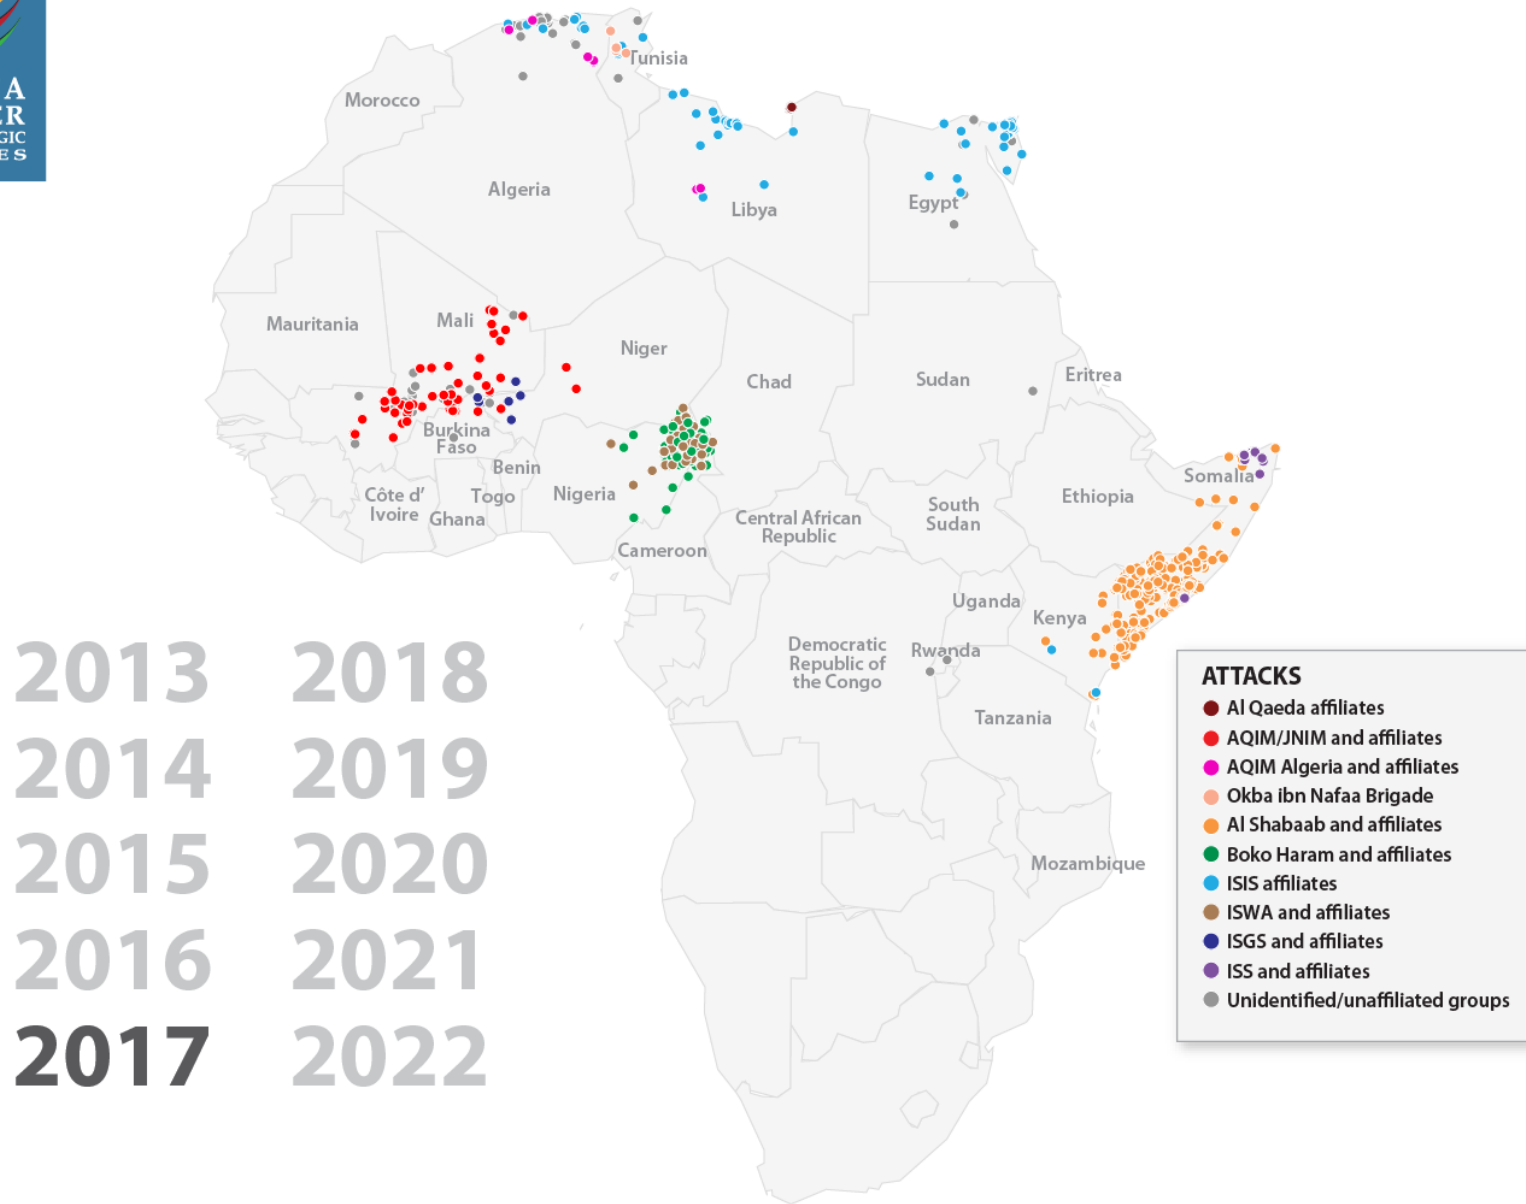 A
ER
GIC
ES
Tunisia
Morocco
Algeria
Libya
Egypt
Mauritania
Mali
Niger
Chad
Sudan
Eritrea
Burkina
Faso
Benin
Togo
Nigeria
Côte d’
Ivoire
Ghana
Cameroon
Central African
Republic
South
Sudan
Ethiopia
Somalia
Uganda
Kenya
Rwanda
Democratic
Republic of
the Congo
Tanzania
Mozambique
2013 2018
2014 2019
2015 2020
2016 2021
2017 2022
ATTACKS
Al Qaeda affiliates
AQIM/JNIM and affiliates
AQIM Algeria and affiliates
Okba ibn Nafaa Brigade
Al Shabaab and affiliates
Boko Haram and affiliates
ISIS affiliates
ISWA and affiliates
ISGS and affiliates
ISS and affiliates
Unidentified/unaffiliated groups